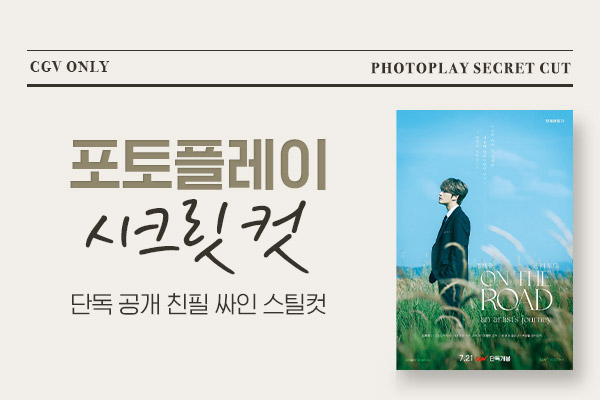 CGV ONLY
PHOTOPLAY SECRET CUT
포토플레이
시크릿 컷
단독 공개 친필 싸인 스틸컷
ON THE
ROAD
an artist's journey
7.21 CGV 단독개봉